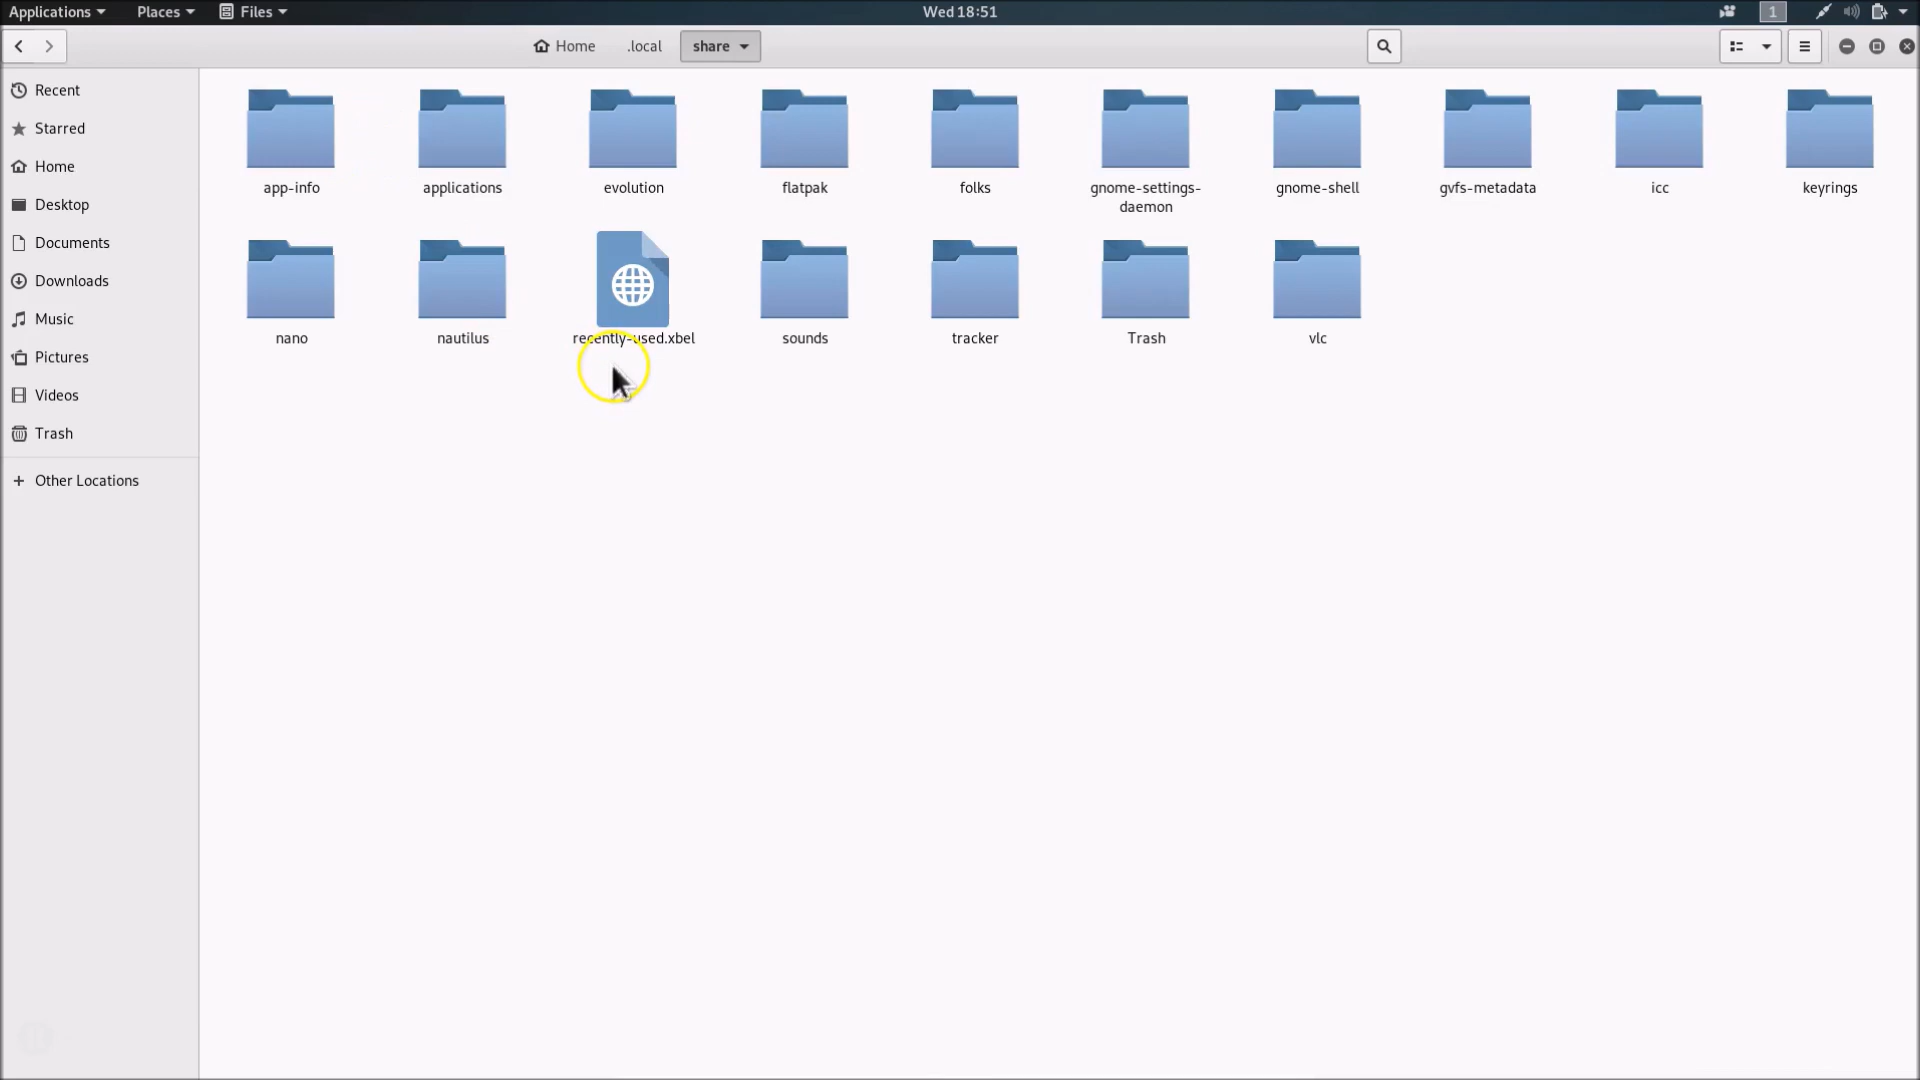 Applications Places Files Wed 18:51 1
Home .local share
Recent
Starred
Home
Desktop
Documents
Downloads
Music
Pictures
Videos
Trash
Other Locations
app-info applications evolution flatpak folks gnome-settings- gnome-shell gvfs-metadata icc keyrings
daemon
nano nautilus recently-used.xbel sounds tracker Trash vlc